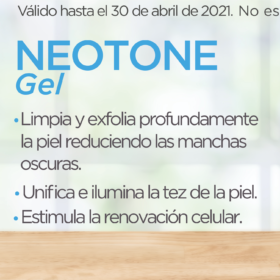 Válido hasta el 30 de abril de 2021. No es
NEOTONE
Gel
•Limpia y exfolia profundamente
la piel reduciendo las manchas
oscuras.
• Unifica e ilumina la tez de la piel.
• Estimula la renovación celular.